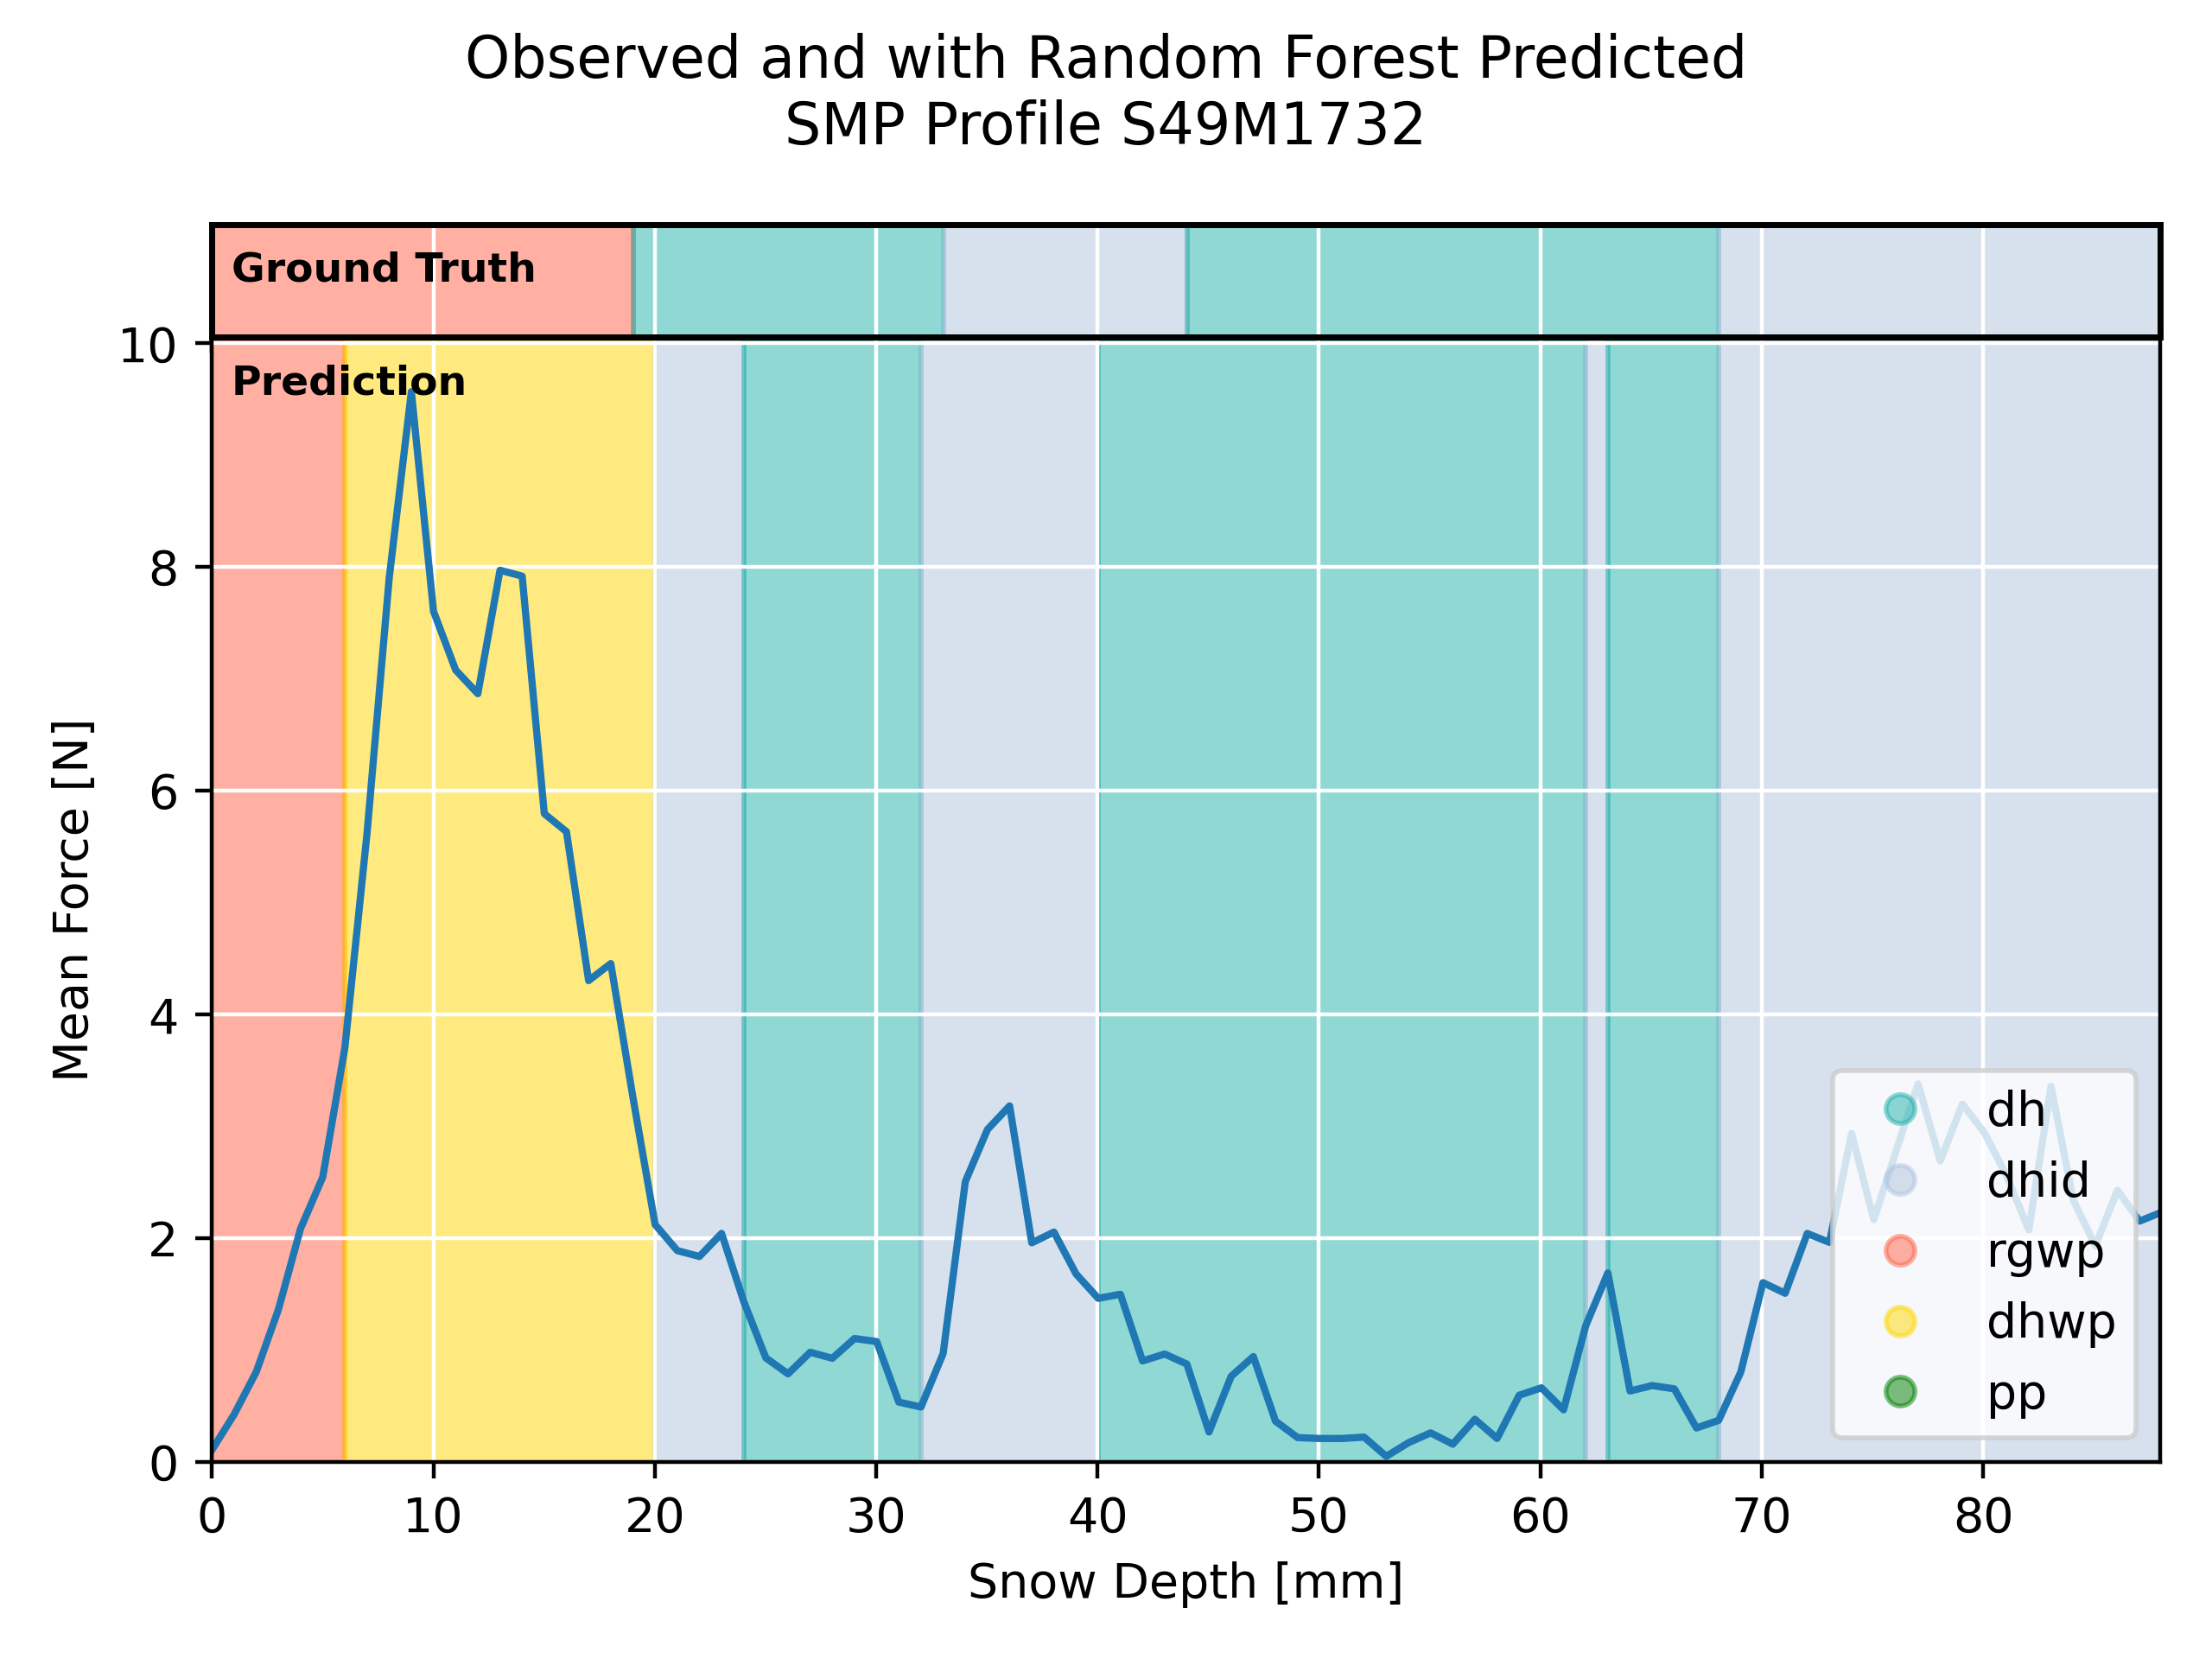 Observed and with Random Forest Predicted
SMP Profile S49M1732
Ground Truth
Prediction
10
8
6
4
2
0
Mean Force [N]
0 10 20 30 40 50 60 70 80
Snow Depth [mm]
dh
dhid
rgwp
dhwp
pp